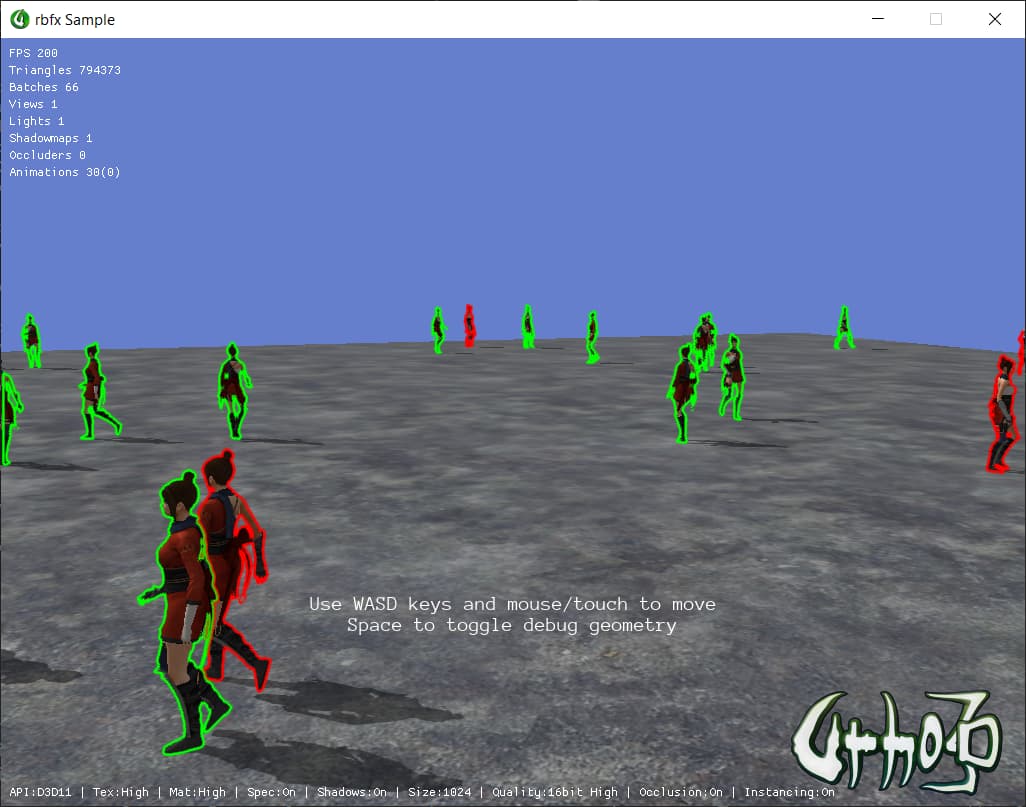 rbfx Sample
FPS 200
Triangles 794373
Batches 66
Views 1
Lights 1
Shadowmaps 1
Occluders 0
Animations 30(0)
Use WASD keys and mouse/touch to move
Space to toggle debug geometry
API:D3D11 | Tex:High | Mat:High | Spec:On | Shadows:On | Size:1024 | Quality:16bit High | Occlusion:On | Instancing:On